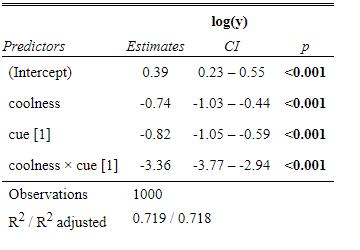 log(y)
Predictors Estimates CI p
(Intercept) 0.39 0.23 – 0.55 <0.001
coolness -0.74 -1.03 – -0.44 <0.001
cue [1] -0.82 -1.05 – -0.59 <0.001
coolness × cue [1] -3.36 -3.77 – -2.94 <0.001
Observations 1000
R2 / R2 adjusted 0.719 / 0.718